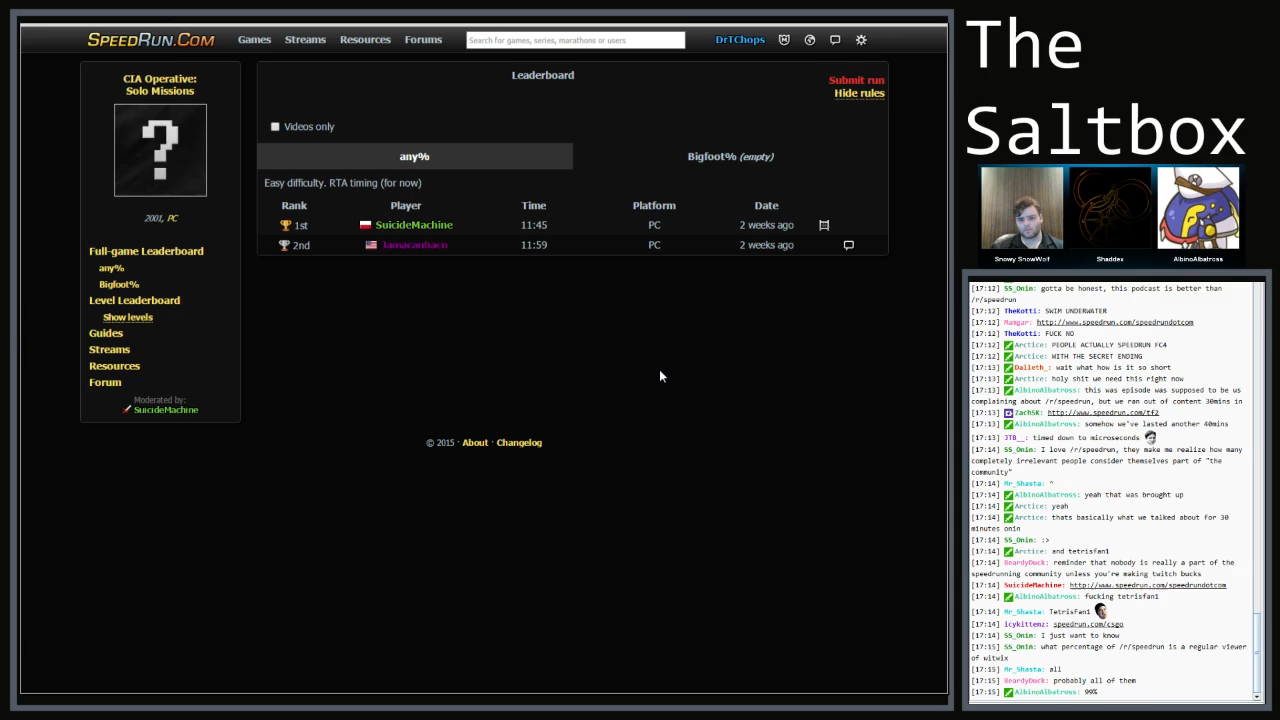 SPEEDRUN.COM
Games Streams Resources Forums
Search for games, series, marathons or users
DrTChops
CIA Operative:
Solo Missions
?
2001, PC
Full-game Leaderboard
any%
Bigfoot%
Level Leaderboard
Show levels
Guides
Streams
Resources
Forum
Moderated by:
SuicideMachine
Leaderboard
Submit run
Hide rules
Videos only
any% Bigfoot% (empty)
Easy difficulty. RTA timing (for now)
Rank Player Time Platform Date
1st SuicideMachine 11:45 PC 2 weeks ago
2nd Jamacanbacn 11:59 PC 2 weeks ago
© 2015 · About · Changelog
The
Saltbox
Snowy SnowWolf Shaddex AlbinoAlbatross
[17:12] SS_Onin: gotta be honest, this podcast is better than
/r/speedrun
[17:12] TheKotti: SWIM UNDERWATER
[17:12] Mamgar: http://www.speedrun.com/speedrundotcom
[17:12] TheKotti: FUCK NO
[17:12] Arctice: PEOPLE ACTUALLY SPEEDRUN FC4
[17:12] Arctice: WITH THE SECRET ENDING
[17:13] Dalleth_: wait what how is it so short
[17:13] Arctice: holy shit we need this right now
[17:13] AlbinoAlbatross: this was episode was supposed to be us
complaining about /r/speedrun, but we ran out of content 30mins in
[17:13] ZachSK: http://www.speedrun.com/tf2
[17:13] AlbinoAlbatross: somehow we've lasted another 40mins
[17:13] JTB__: timed down to microseconds
[17:14] SS_Onin: I love /r/speedrun, they make me realize how many
completely irrelevant people consider themselves part of "the
community"
[17:14] Mr_Shasta: ^
[17:14] AlbinoAlbatross: yeah that was brought up
[17:14] Arctice: yeah
[17:14] Arctice: thats basically what we talked about for 30
minutes onin
[17:14] SS_Onin: :>
[17:14] Arctice: and tetrisfan1
[17:14] BeardyDuck: reminder that nobody is really a part of the
speedrunning community unless you're making twitch bucks
[17:14] SuicideMachine: http://www.speedrun.com/speedrundotcom
[17:14] AlbinoAlbatross: fucking tetrisfan1
[17:14] Mr_Shasta: TetrisFan1
[17:14] icykittenz: speedrun.com/csgo
[17:14] SS_Onin: I just want to know
[17:15] SS_Onin: what percentage of /r/speedrun is a regular viewer
of witwix
[17:15] Mr_Shasta: all
[17:15] BeardyDuck: probably all of them
[17:15] AlbinoAlbatross: 99%